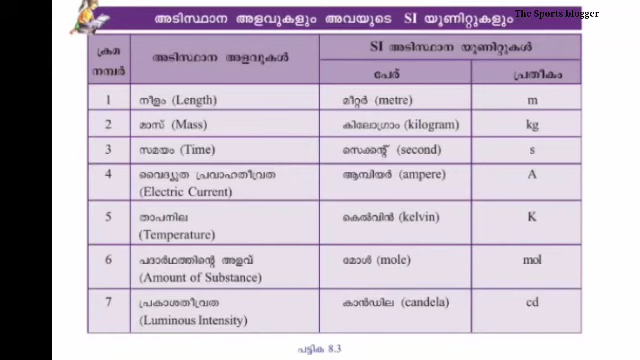 The Sports blogger
അടിസ്ഥാന അളവുകളും അവയുടെ SI യൂണിറ്റുകളും
ക്രമ നമ്പർ അടിസ്ഥാന അളവുകൾ SI അടിസ്ഥാന യൂണിറ്റുകൾ
പേര് പ്രതീകം
1 നീളം (Length) മീറ്റർ (metre) m
2 മാസ് (Mass) കിലോഗ്രാം (kilogram) kg
3 സമയം (Time) സെക്കന്റ് (second) s
4 വൈദ്യുത പ്രവാഹതീവ്രത ആമ്പിയർ (ampere) A
(Electric Current)
5 താപനില കെൽവിൻ (kelvin) K
(Temperature)
6 പദാർഥത്തിന്റെ അളവ് മോൾ (mole) mol
(Amount of Substance)
7 പ്രകാശതീവ്രത കാൻഡില (candela) cd
(Luminous Intensity)
പട്ടിക 8.3